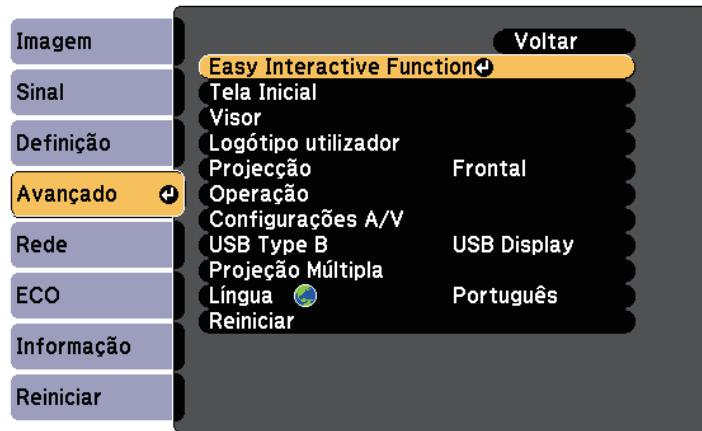 Imagem
Sinal
Definição
Avançado
Rede
ECO
Informação
Reiniciar
Voltar
Easy Interactive Function
Tela Inicial
Visor
Logótipo utilizador
Projecção Frontal
Operação
Configurações A/V
USB Type B USB Display
Projeção Múltipla
Língua Português
Reiniciar